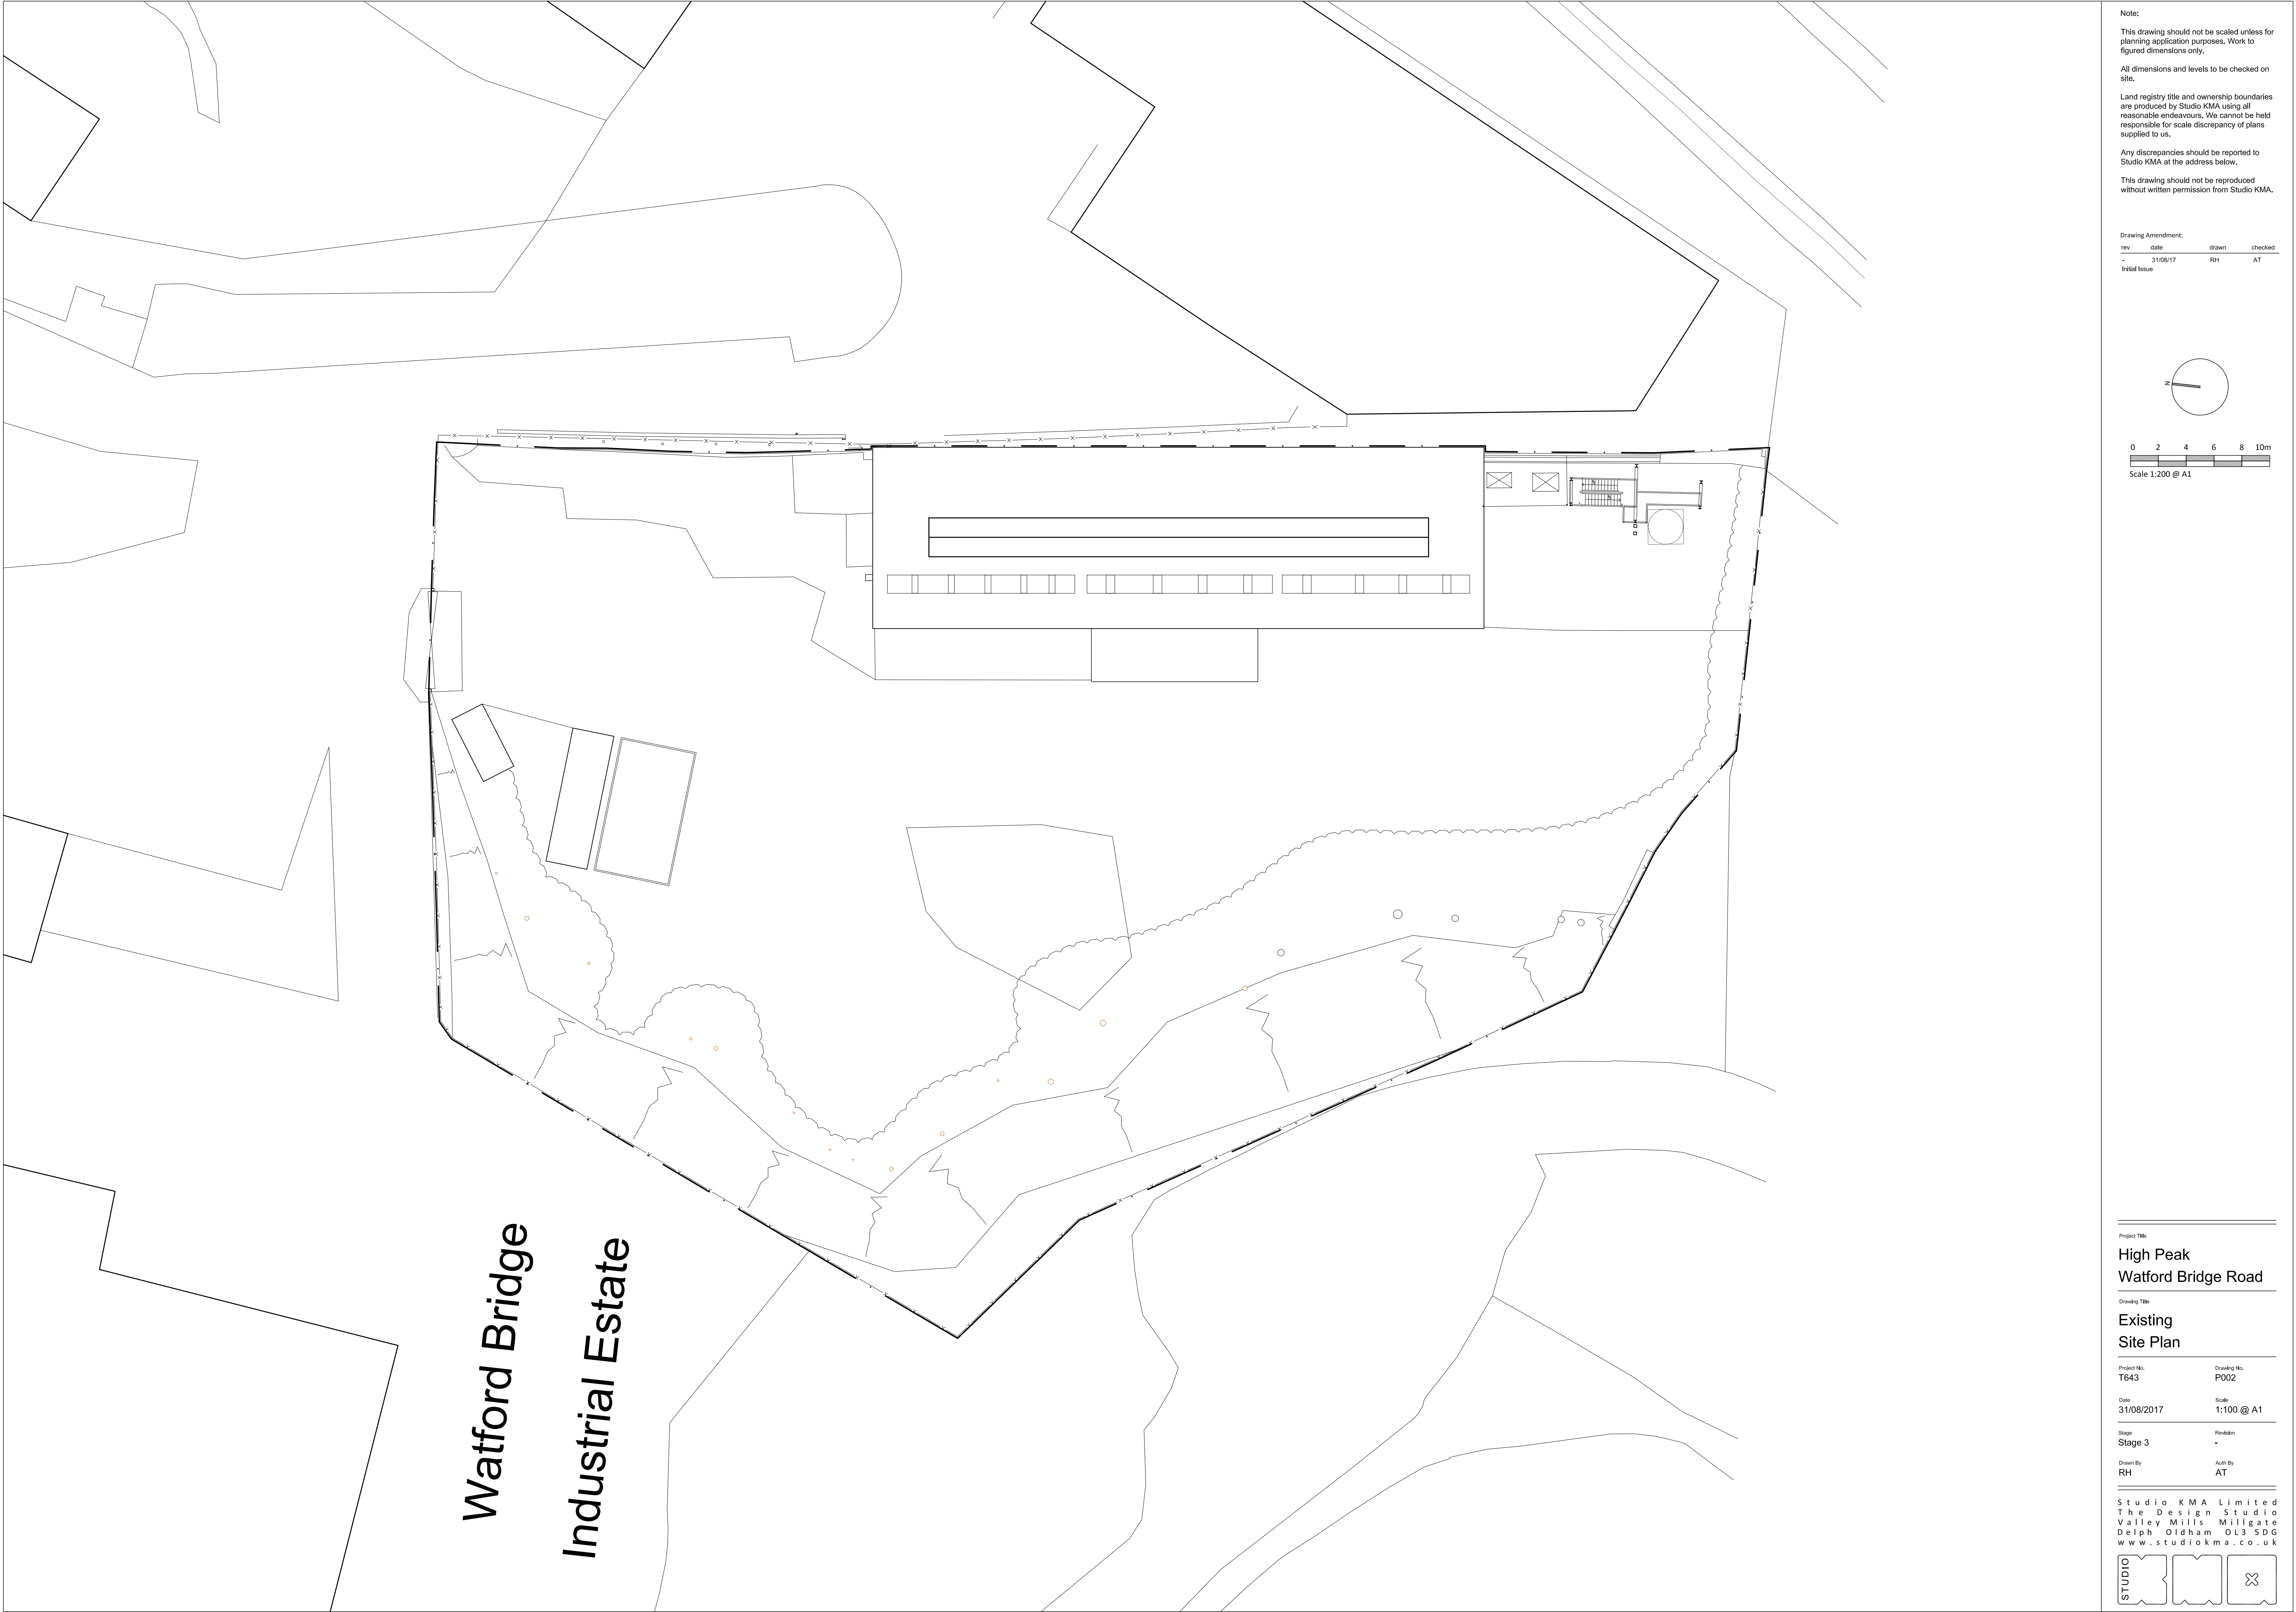 Note:
This drawing should not be scaled unless for
planning application purposes. Work to
figured dimensions only.
All dimensions and levels to be checked on
site.
Land registry title and ownership boundaries
are produced by Studio KMA using all
reasonable endeavours. We cannot be held
responsible for scale discrepancy of plans
supplied to us.
Any discrepancies should be reported to
Studio KMA at the address below.
This drawing should not be reproduced
without written permission from Studio KMA.
Drawing Amendment:
rev date drawn checked
- 31/08/17 RH AT
Initial Issue
N
0 2 4 6 8 10m
Scale 1:200 @ A1
Watford Bridge
Industrial Estate
Project Title
High Peak
Watford Bridge Road
Drawing Title
Existing
Site Plan
Project No. Drawing No.
T643 P002
Date Scale
31/08/2017 1:100 @ A1
Stage Revision
Stage 3 -
Drawn By Auth By
RH AT
Studio KMA Limited
The Design Studio
Valley Mills Millgate
Delph Oldham OL3 5DG
www.studiokma.co.uk
STUDIO